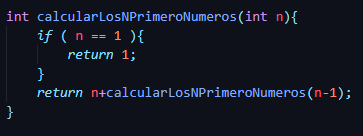 int calcularLosNPrimeroNumeros(int n){
    if ( n == 1 ){
        return 1;
    }
    return n+calcularLosNPrimeroNumeros(n-1);
}